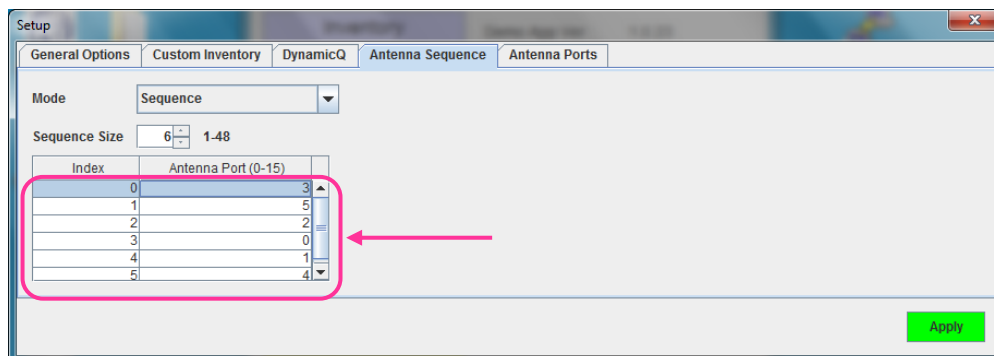 Setup
General Options Custom Inventory DynamicQ Antenna Sequence Antenna Ports
Mode Sequence
Sequence Size 6 1-48
Index Antenna Port (0-15)
0 3
1 5
2 2
3 0
4 1
5 4
Apply